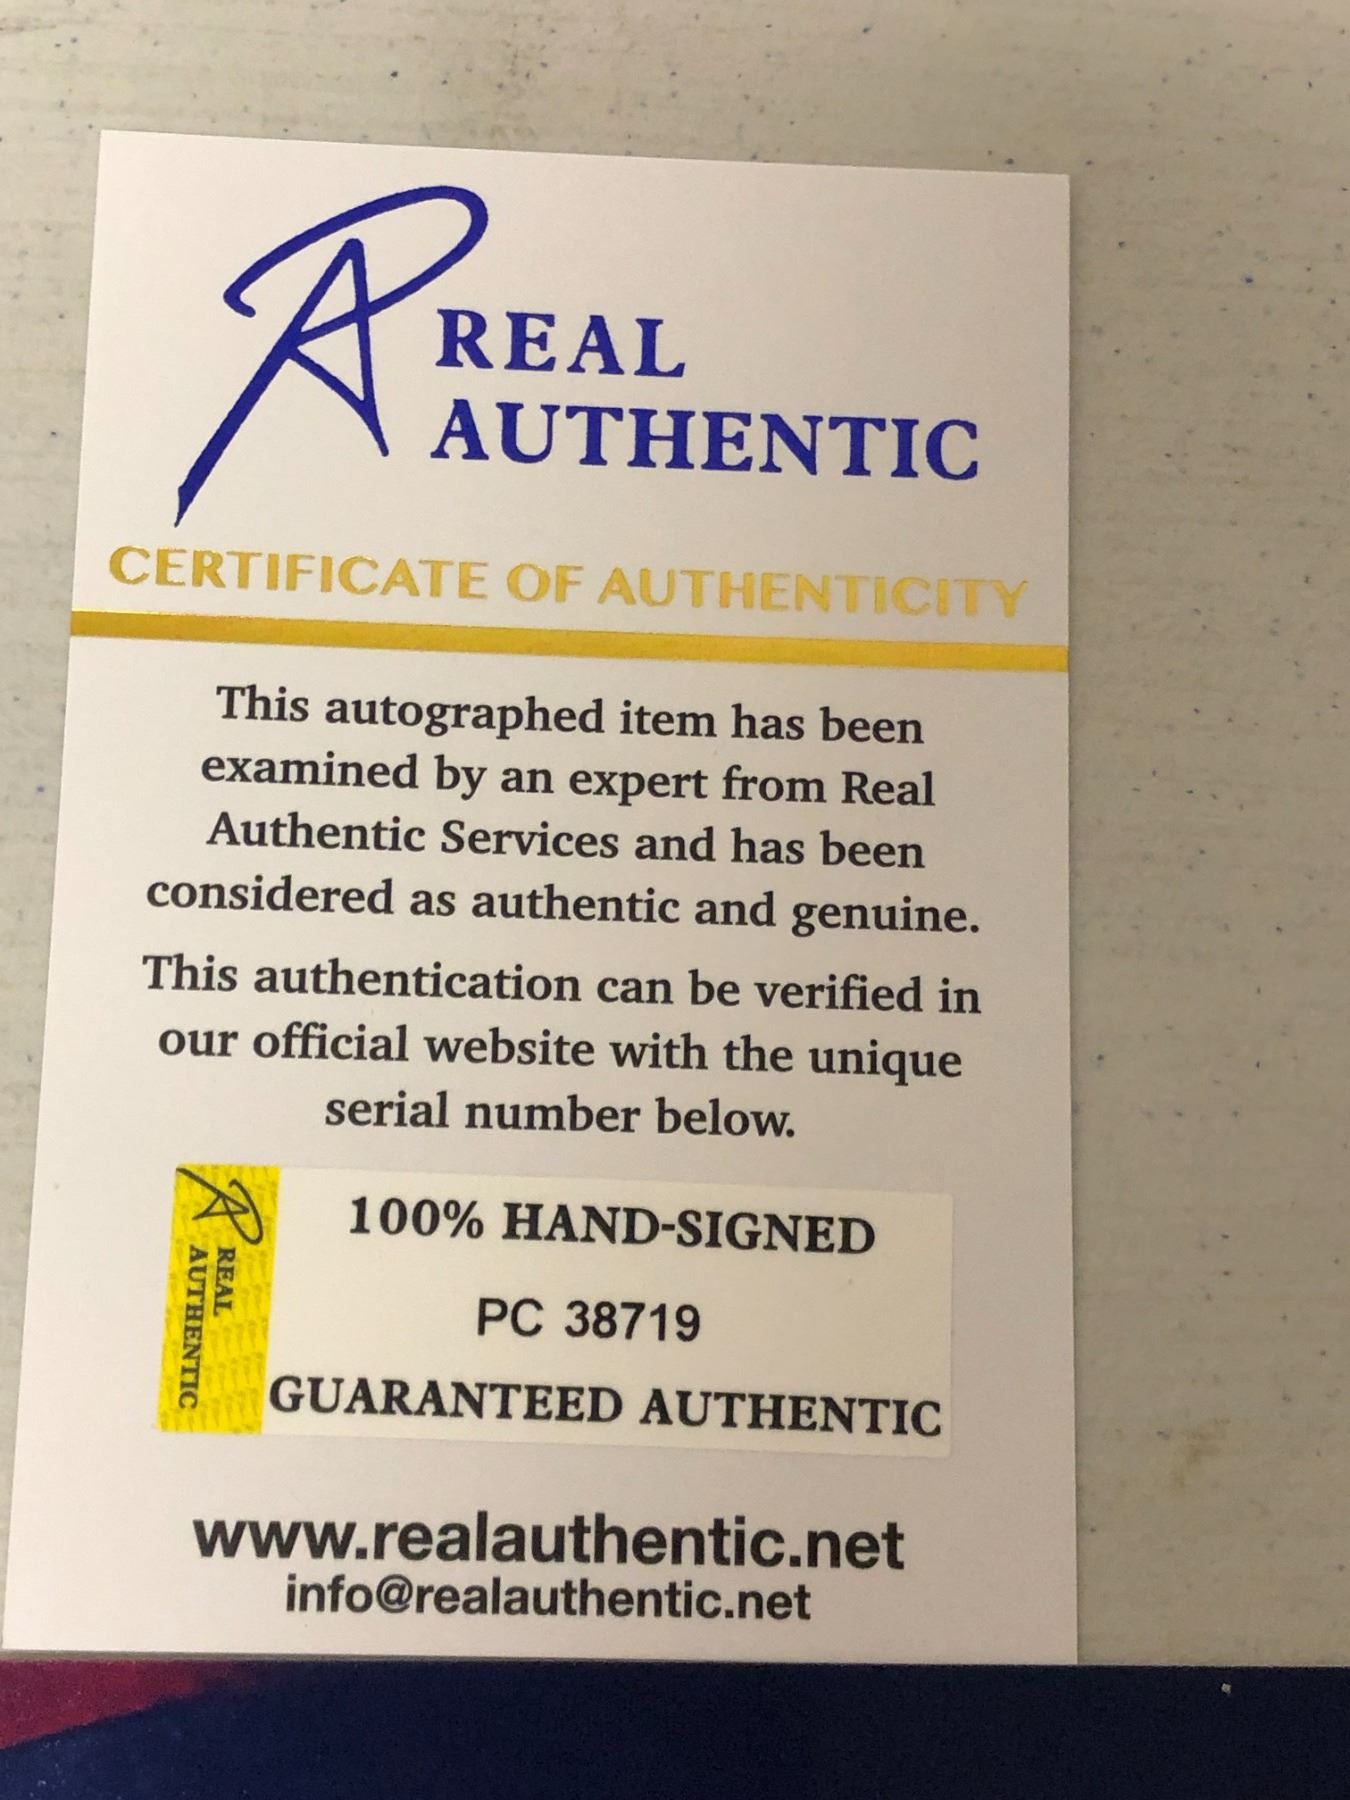 REAL
AUTHENTIC
CERTIFICATE OF AUTHENTICITY
This autographed item has been
examined by an expert from Real
Authentic Services and has been
considered as authentic and genuine.
This authentication can be verified in
our official website with the unique
serial number below.
REAL
AUTHENTIC
100% HAND-SIGNED
PC 38719
GUARANTEED AUTHENTIC
www.realauthentic.net
info@realauthentic.net